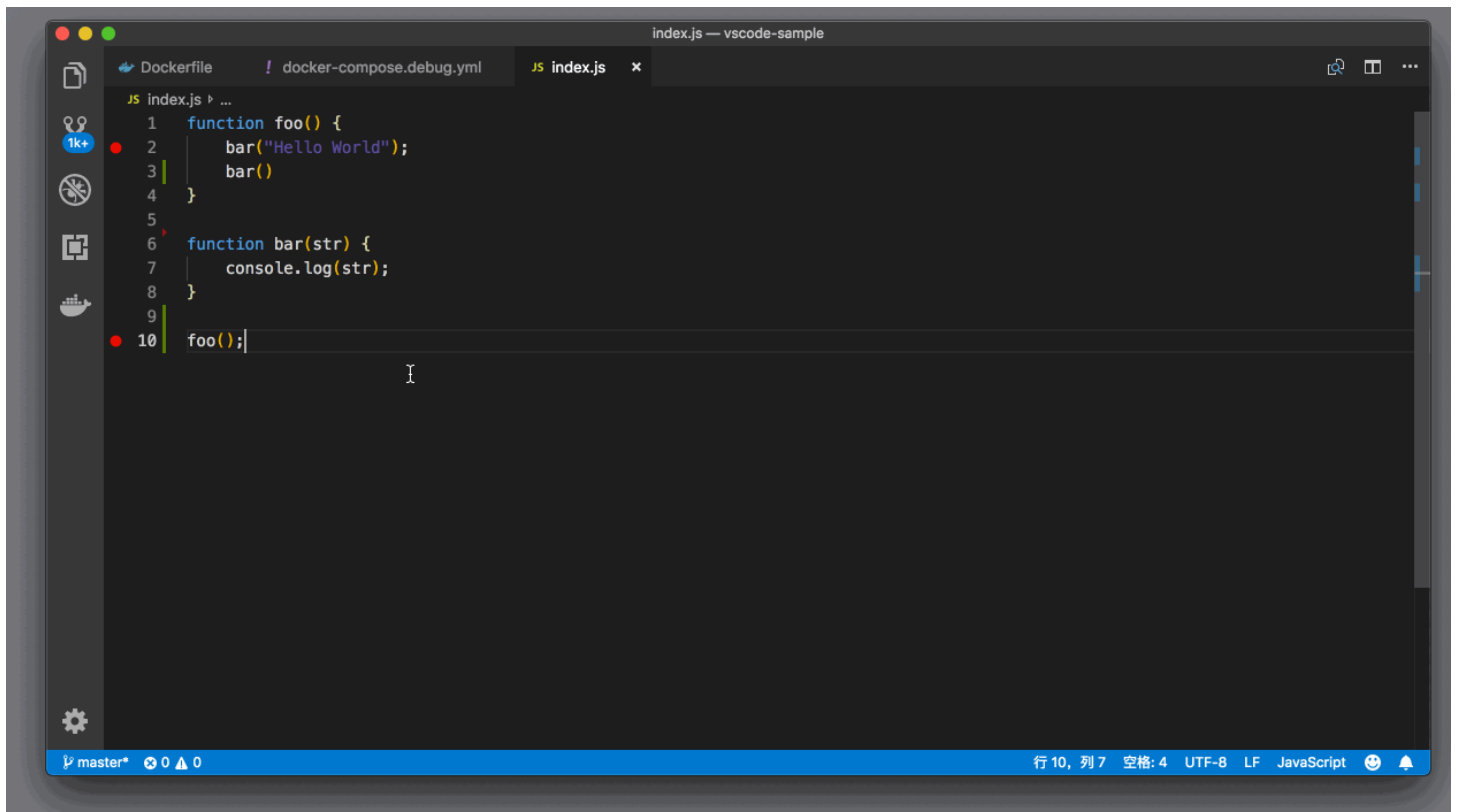 index.js — vscode-sample
Dockerfile ! docker-compose.debug.yml JS index.js ×
JS index.js ...
1k+
1 function foo() {
2 bar("Hello World");
3 bar()
4 }
5
6 function bar(str) {
7 console.log(str);
8 }
9
10 foo();
master* 0 0 行 10，列 7 空格: 4 UTF-8 LF JavaScript